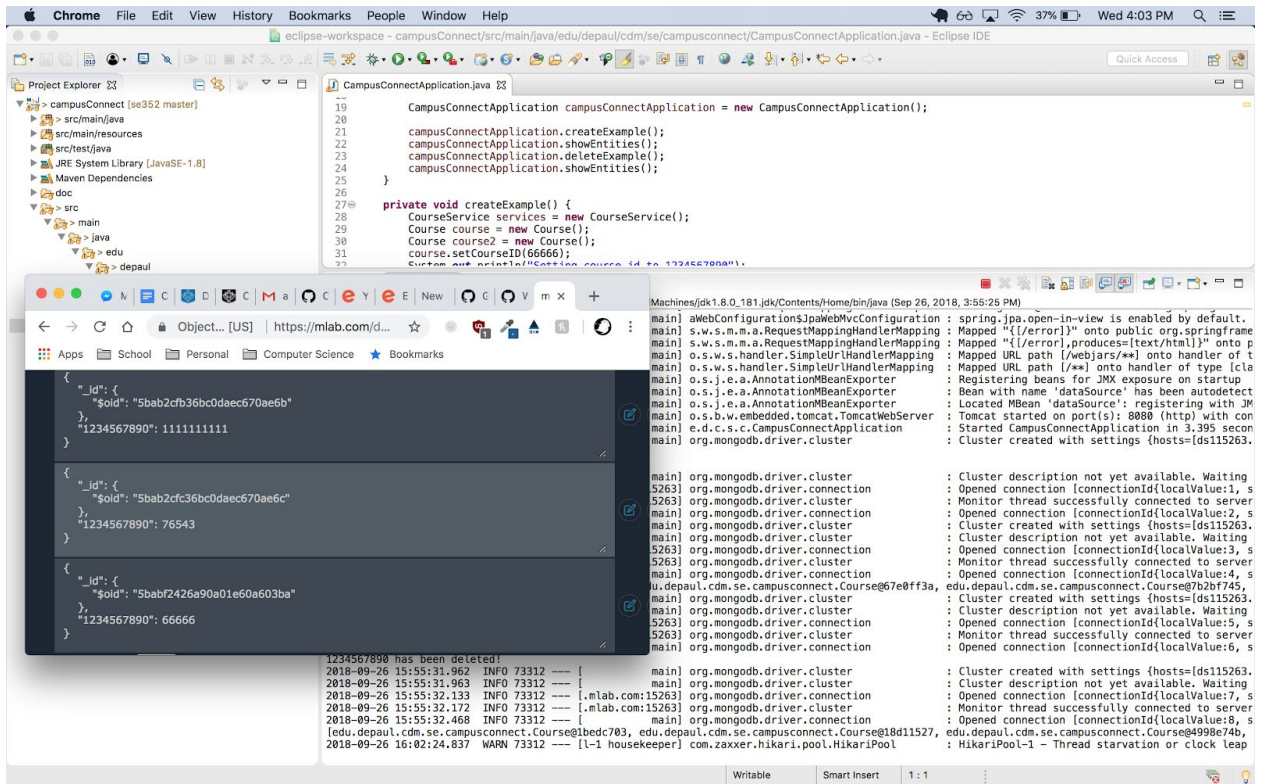 Chrome File Edit View History Bookmarks People Window Help 37% Wed 4:03 PM
eclipse-workspace - campusConnect/src/main/java/edu/depaul/cdm/se/campusconnect/CampusConnectApplication.java - Eclipse IDE
Quick Access
Project Explorer
campusConnect [se352 master]
> src/main/java
src/main/resources
> src/test/java
JRE System Library [JavaSE-1.8]
Maven Dependencies
doc
> src
> main
> java
> edu
> depaul
CampusConnectApplication.java
19 CampusConnectApplication campusConnectApplication = new CampusConnectApplication();
20
21 campusConnectApplication.createExample();
22 campusConnectApplication.showEntities();
23 campusConnectApplication.deleteExample();
24 campusConnectApplication.showEntities();
25 }
26
27 private void createExample() {
28 CourseService services = new CourseService();
29 Course course = new Course();
30 Course course2 = new Course();
31 course.setCourseID(66666);
32 System.out.println("Setting course id to 1234567890");
N C D C M a C Y E New G V m
Object... [US] https://mlab.com/d...
Apps School Personal Computer Science Bookmarks
{
"_id": {
"$oid": "5bab2cfb36bc0daec670ae6b"
},
"1234567890": 1111111111
}
{
"_id": {
"$oid": "5bab2cfc36bc0daec670ae6c"
},
"1234567890": 76543
}
{
"_id": {
"$oid": "5babf2426a90a01e60a603ba"
},
"1234567890": 66666
}
Machines/jdk1.8.0_181.jdk/Contents/Home/bin/java (Sep 26, 2018, 3:55:25 PM)
main] aWebConfiguration$JpaWebMvcConfiguration : spring.jpa.open-in-view is enabled by default.
main] s.w.s.m.m.a.RequestMappingHandlerMapping : Mapped "{[/error]}" onto public org.springframe
main] s.w.s.m.m.a.RequestMappingHandlerMapping : Mapped "{[/error],produces=[text/html]}" onto p
main] o.s.w.s.handler.SimpleUrlHandlerMapping : Mapped URL path [/webjars/**] onto handler of t
main] o.s.w.s.handler.SimpleUrlHandlerMapping : Mapped URL path [/**] onto handler of type [cla
main] o.s.j.e.a.AnnotationMBeanExporter : Registering beans for JMX exposure on startup
main] o.s.j.e.a.AnnotationMBeanExporter : Bean with name 'dataSource' has been autodetect
main] o.s.j.e.a.AnnotationMBeanExporter : Located MBean 'dataSource': registering with JM
main] o.s.b.w.embedded.tomcat.TomcatWebServer : Tomcat started on port(s): 8080 (http) with con
main] e.d.c.s.c.CampusConnectApplication : Started CampusConnectApplication in 3.395 secon
main] org.mongodb.driver.cluster : Cluster created with settings {hosts=[ds115263.
main] org.mongodb.driver.cluster : Cluster description not yet available. Waiting
5263] org.mongodb.driver.connection : Opened connection [connectionId{localValue:1, s
5263] org.mongodb.driver.cluster : Monitor thread successfully connected to server
main] org.mongodb.driver.connection : Opened connection [connectionId{localValue:2, s
main] org.mongodb.driver.cluster : Cluster created with settings {hosts=[ds115263.
main] org.mongodb.driver.cluster : Cluster description not yet available. Waiting
5263] org.mongodb.driver.connection : Opened connection [connectionId{localValue:3, s
5263] org.mongodb.driver.cluster : Monitor thread successfully connected to server
main] org.mongodb.driver.connection : Opened connection [connectionId{localValue:4, s
du.depaul.cdm.se.campusconnect.Course@67e0ff3a, edu.depaul.cdm.se.campusconnect.Course@7b2bf745,
main] org.mongodb.driver.cluster : Cluster created with settings {hosts=[ds115263.
main] org.mongodb.driver.cluster : Cluster description not yet available. Waiting
5263] org.mongodb.driver.connection : Opened connection [connectionId{localValue:5, s
5263] org.mongodb.driver.cluster : Monitor thread successfully connected to server
main] org.mongodb.driver.connection : Opened connection [connectionId{localValue:6, s
1234567890 has been deleted!
2018-09-26 15:55:31.962 INFO 73312 --- [ main] org.mongodb.driver.cluster : Cluster created with settings {hosts=[ds115263.
2018-09-26 15:55:31.963 INFO 73312 --- [ main] org.mongodb.driver.cluster : Cluster description not yet available. Waiting
2018-09-26 15:55:32.133 INFO 73312 --- [.mlab.com:15263] org.mongodb.driver.connection : Opened connection [connectionId{localValue:7, s
2018-09-26 15:55:32.172 INFO 73312 --- [.mlab.com:15263] org.mongodb.driver.cluster : Monitor thread successfully connected to server
2018-09-26 15:55:32.468 INFO 73312 --- [ main] org.mongodb.driver.connection : Opened connection [connectionId{localValue:8, s
[edu.depaul.cdm.se.campusconnect.Course@1bedc703, edu.depaul.cdm.se.campusconnect.Course@18d11527, edu.depaul.cdm.se.campusconnect.Course@4998e74b,
2018-09-26 16:02:24.837 WARN 73312 --- [l-1 housekeeper] com.zaxxer.hikari.pool.HikariPool : HikariPool-1 - Thread starvation or clock leap
Writable Smart Insert 1 : 1